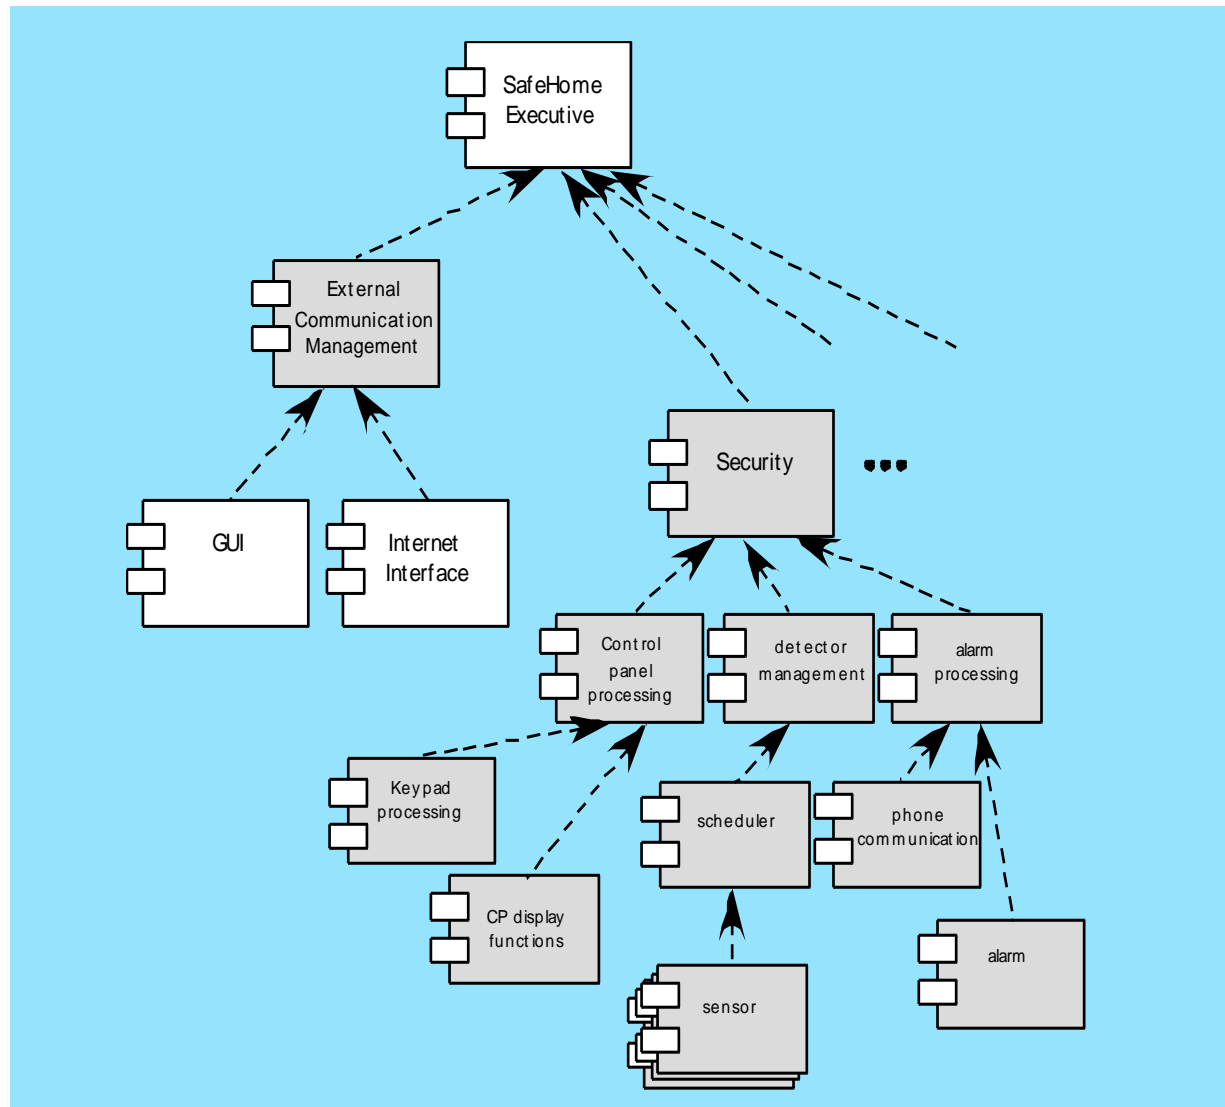 SafeHome
Executive
External
Communication
Management
Security
GUI
Internet
Interface
Control
panel
processing
detector
management
alarm
processing
Keypad
processing
scheduler
phone
communication
CP display
functions
alarm
sensor